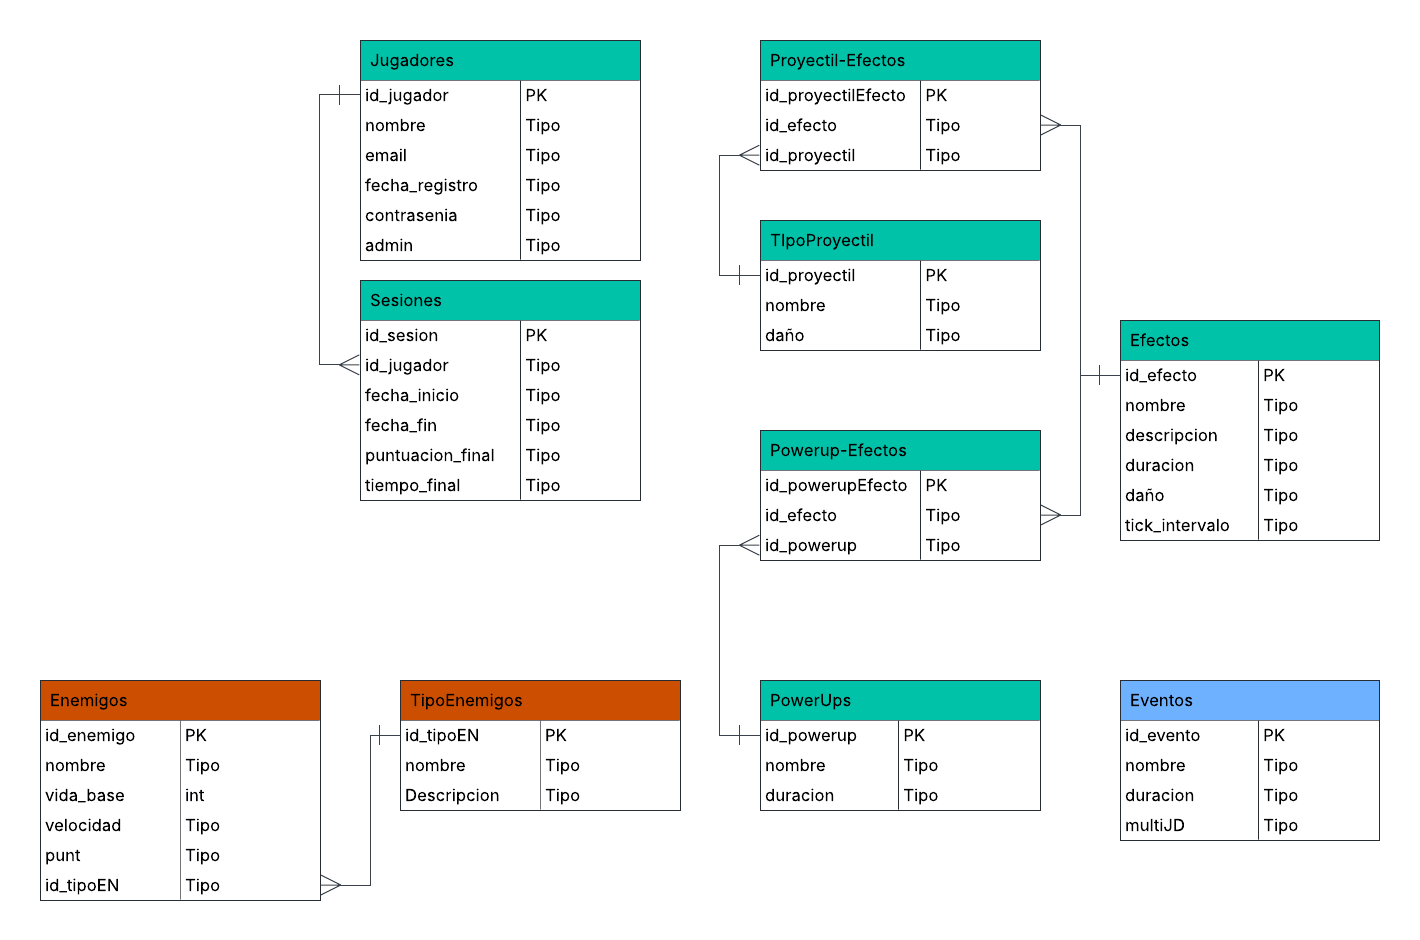 Jugadores
id_jugador PK
nombre Tipo
email Tipo
fecha_registro Tipo
contrasenia Tipo
admin Tipo
Sesiones
id_sesion PK
id_jugador Tipo
fecha_inicio Tipo
fecha_fin Tipo
puntuacion_final Tipo
tiempo_final Tipo
Proyectil-Efectos
id_proyectilEfecto PK
id_efecto Tipo
id_proyectil Tipo
TIpoProyectil
id_proyectil PK
nombre Tipo
daño Tipo
Efectos
id_efecto PK
nombre Tipo
descripcion Tipo
duracion Tipo
daño Tipo
tick_intervalo Tipo
Powerup-Efectos
id_powerupEfecto PK
id_efecto Tipo
id_powerup Tipo
Enemigos
id_enemigo PK
nombre Tipo
vida_base int
velocidad Tipo
punt Tipo
id_tipoEN Tipo
TipoEnemigos
id_tipoEN PK
nombre Tipo
Descripcion Tipo
PowerUps
id_powerup PK
nombre Tipo
duracion Tipo
Eventos
id_evento PK
nombre Tipo
duracion Tipo
multiJD Tipo